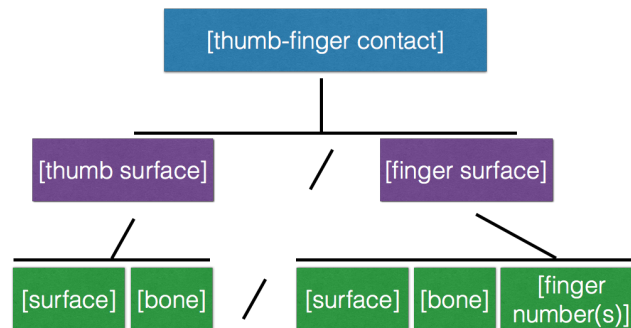 [thumb-finger contact]
[thumb surface] / [finger surface]
[surface] [bone] / [surface] [bone] [finger
number(s)]